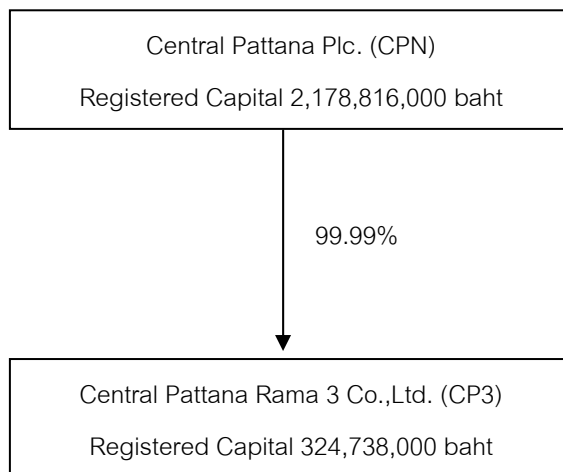 Central Pattana Plc. (CPN)
Registered Capital 2,178,816,000 baht
99.99%
Central Pattana Rama 3 Co.,Ltd. (CP3)
Registered Capital 324,738,000 baht